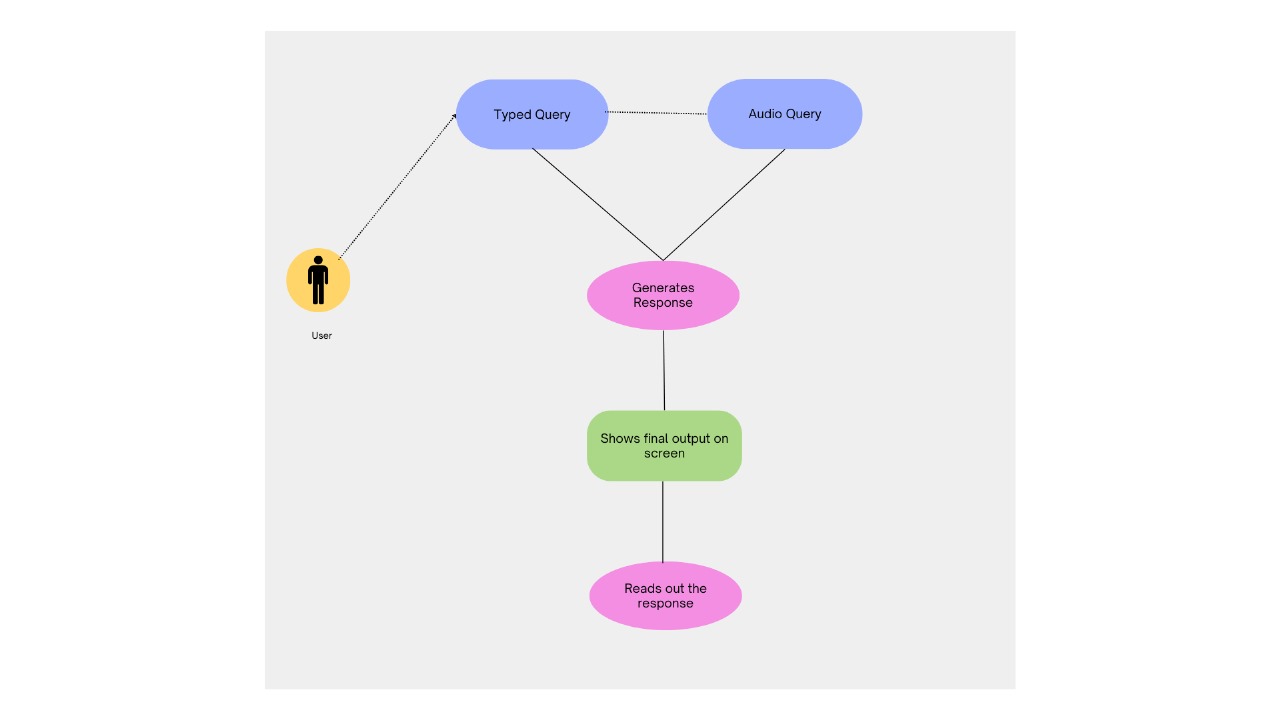 Typed Query
Audio Query
Generates
Response
User
Shows final output on
screen
Reads out the
response